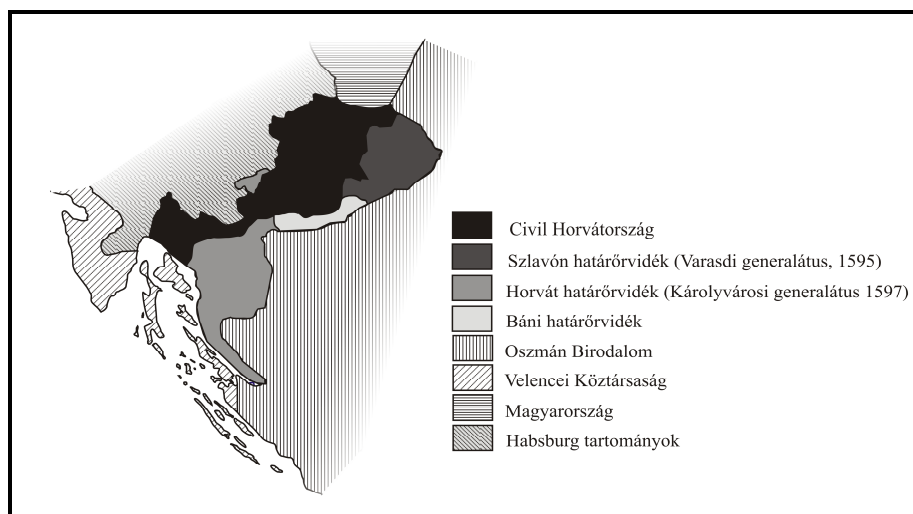 Civil Horvátország
Szlavón határőrvidék (Varasdi generalátus, 1595)
Horvát határőrvidék (Károlyvárosi generalátus 1597)
Báni határőrvidék
Oszmán Birodalom
Velencei Köztársaság
Magyarország
Habsburg tartományok